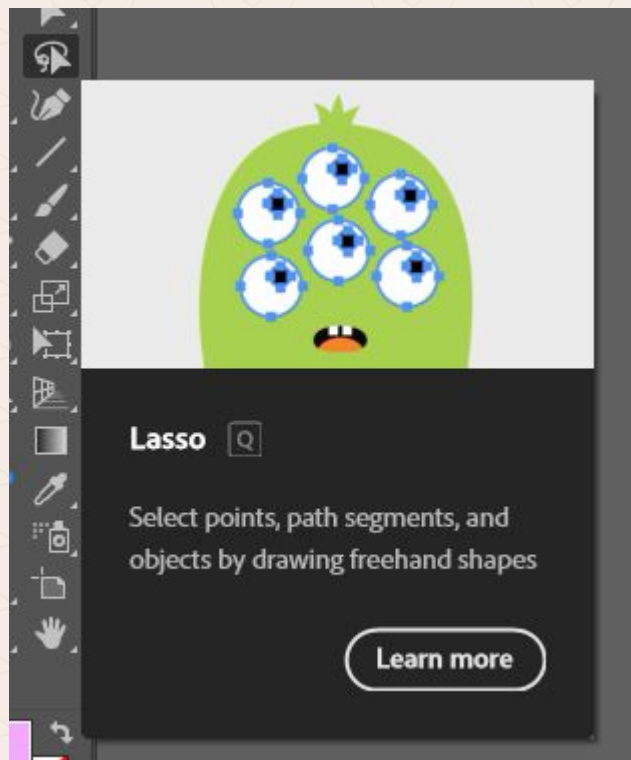 Lasso Q
Select points, path segments, and
objects by drawing freehand shapes
Learn more